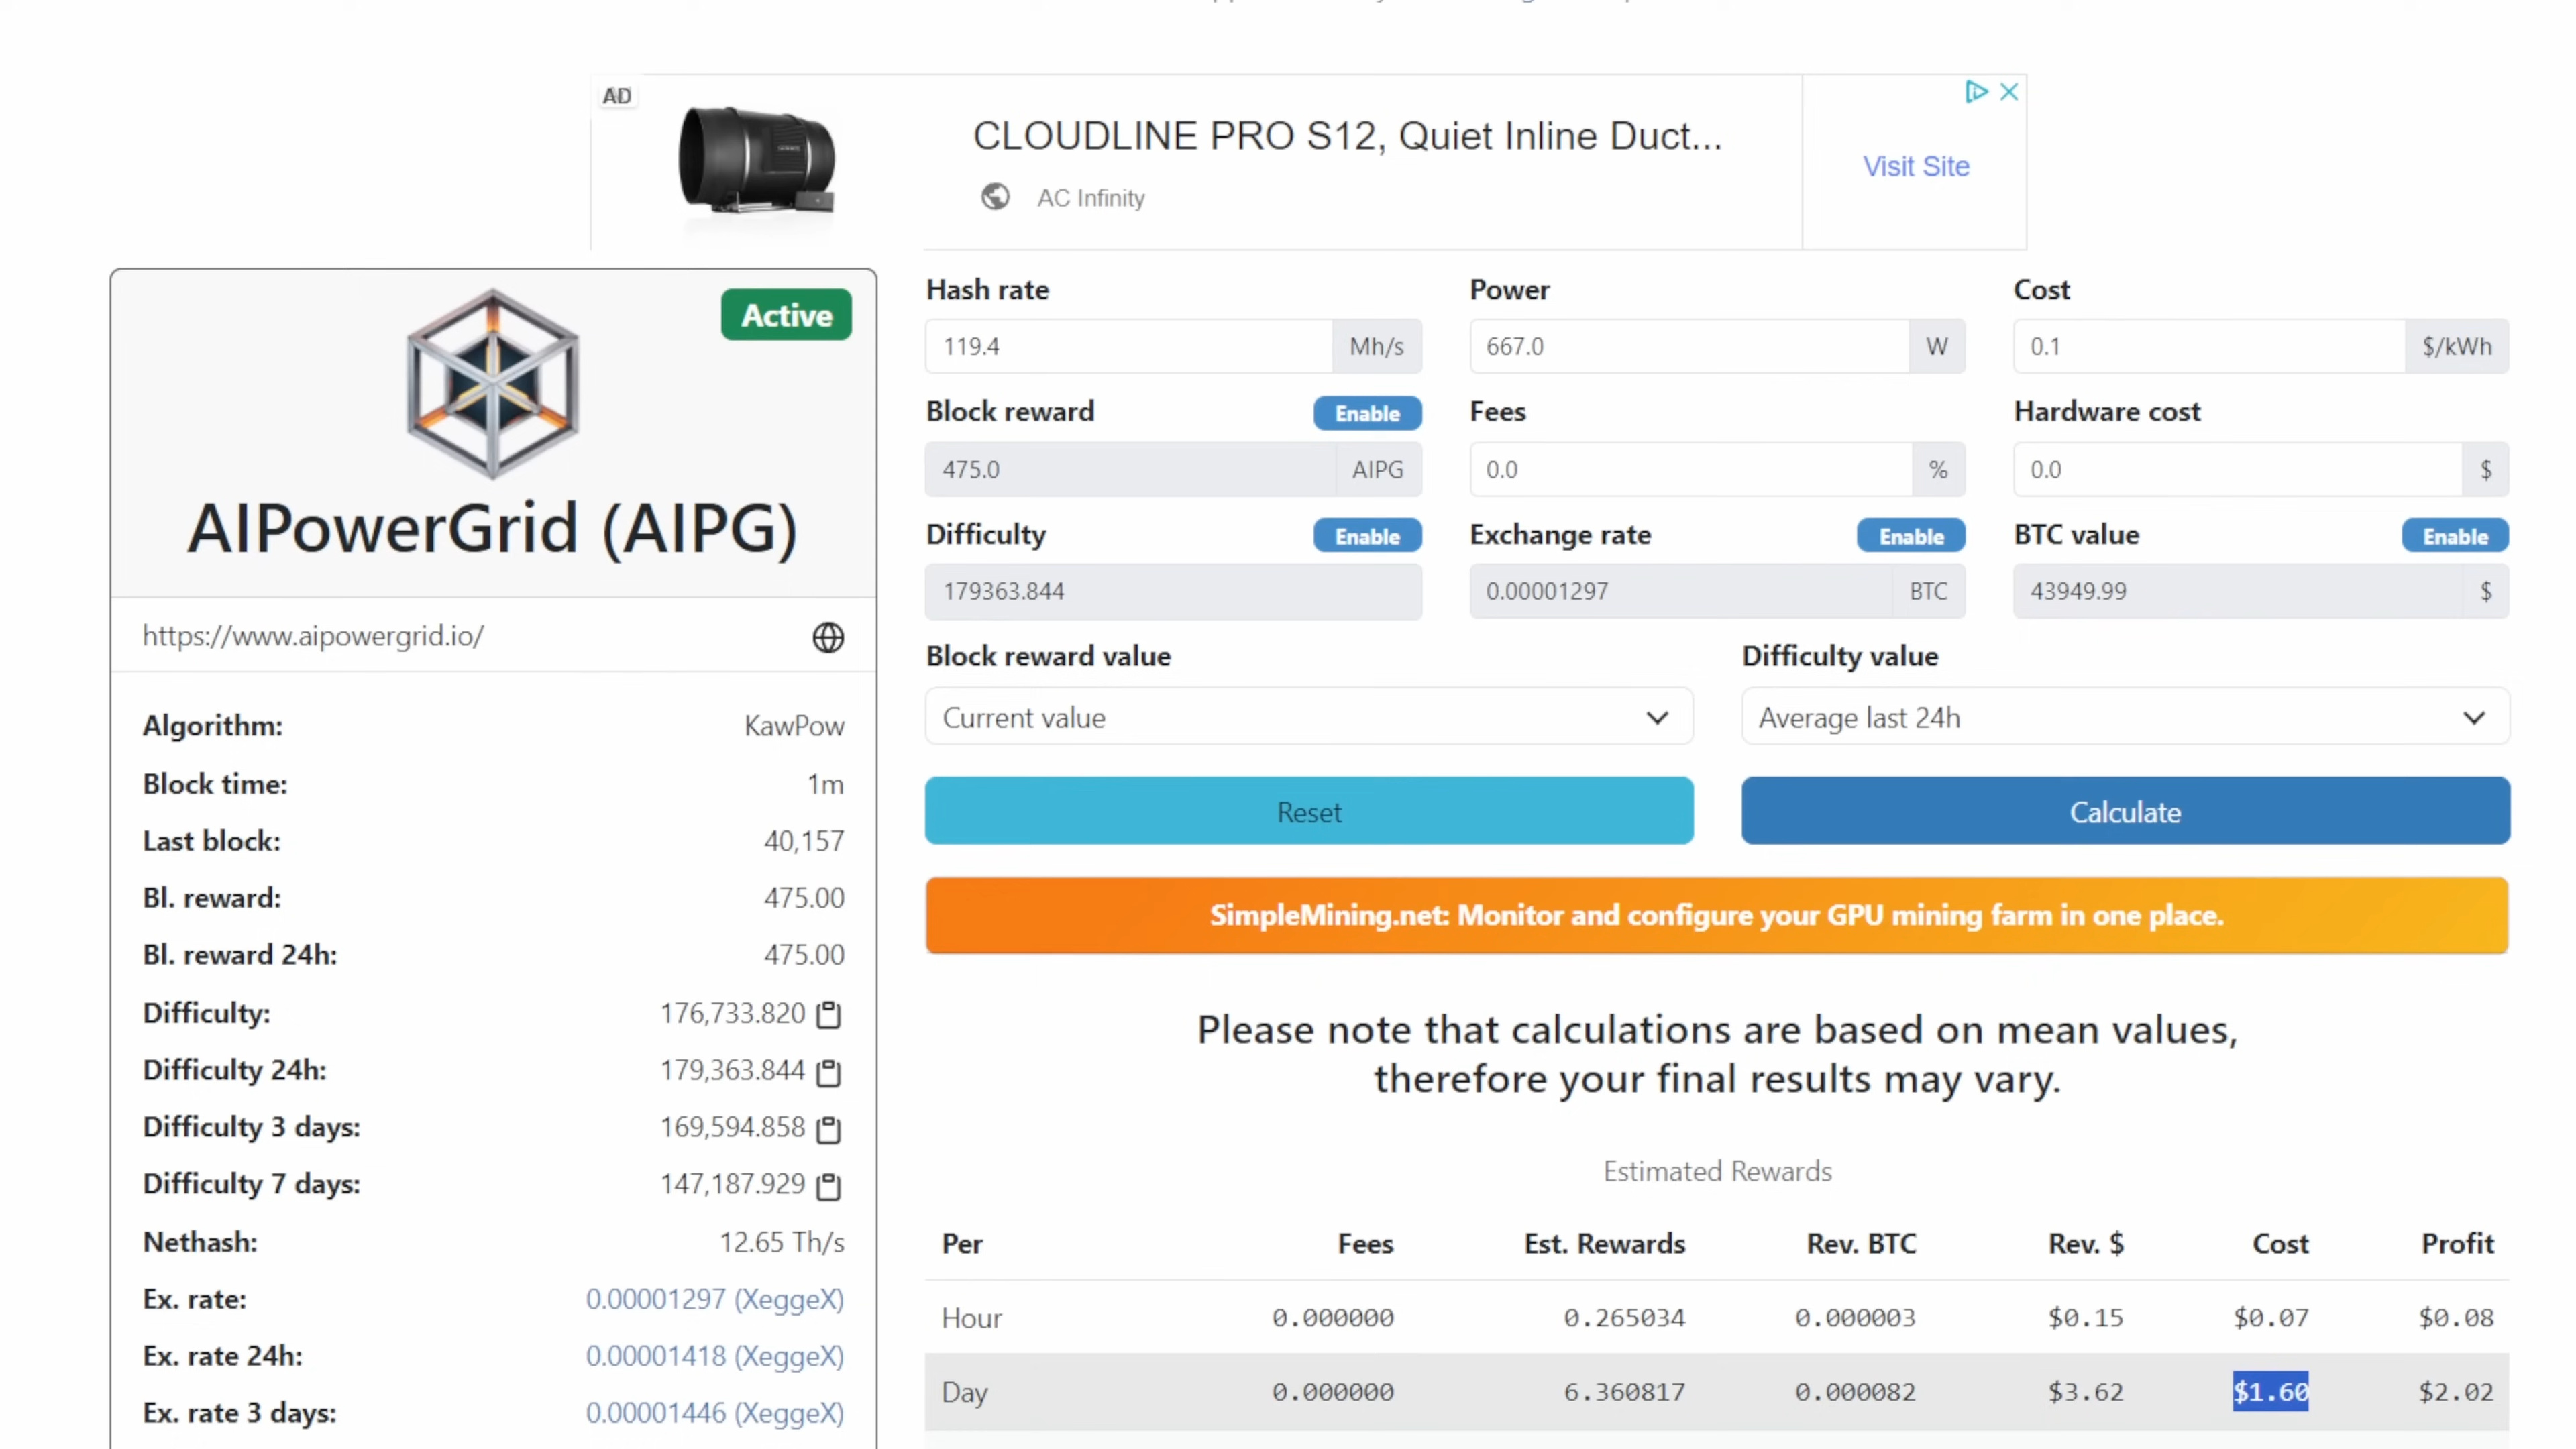 AD
CLOUDLINE PRO S12, Quiet Inline Duct...
AC Infinity
Visit Site
Active
AIPowerGrid (AIPG)
https://www.aipowergrid.io/
Algorithm: KawPow
Block time: 1m
Last block: 40,157
Bl. reward: 475.00
Bl. reward 24h: 475.00
Difficulty: 176,733.820
Difficulty 24h: 179,363.844
Difficulty 3 days: 169,594.858
Difficulty 7 days: 147,187.929
Nethash: 12.65 Th/s
Ex. rate: 0.00001297 (XeggeX)
Ex. rate 24h: 0.00001418 (XeggeX)
Ex. rate 3 days: 0.00001446 (XeggeX)
Hash rate Power Cost
119.4 Mh/s 667.0 W 0.1 $/kWh
Block reward Enable Fees Hardware cost
475.0 AIPG 0.0 % 0.0 $
Difficulty Enable Exchange rate Enable BTC value Enable
179363.844 0.00001297 BTC 43949.99 $
Block reward value Difficulty value
Current value Average last 24h
Reset Calculate
SimpleMining.net: Monitor and configure your GPU mining farm in one place.
Please note that calculations are based on mean values,
therefore your final results may vary.
Estimated Rewards
Per Fees Est. Rewards Rev. BTC Rev. $ Cost Profit
Hour 0.000000 0.265034 0.000003 $0.15 $0.07 $0.08
Day 0.000000 6.360817 0.000082 $3.62 $1.60 $2.02